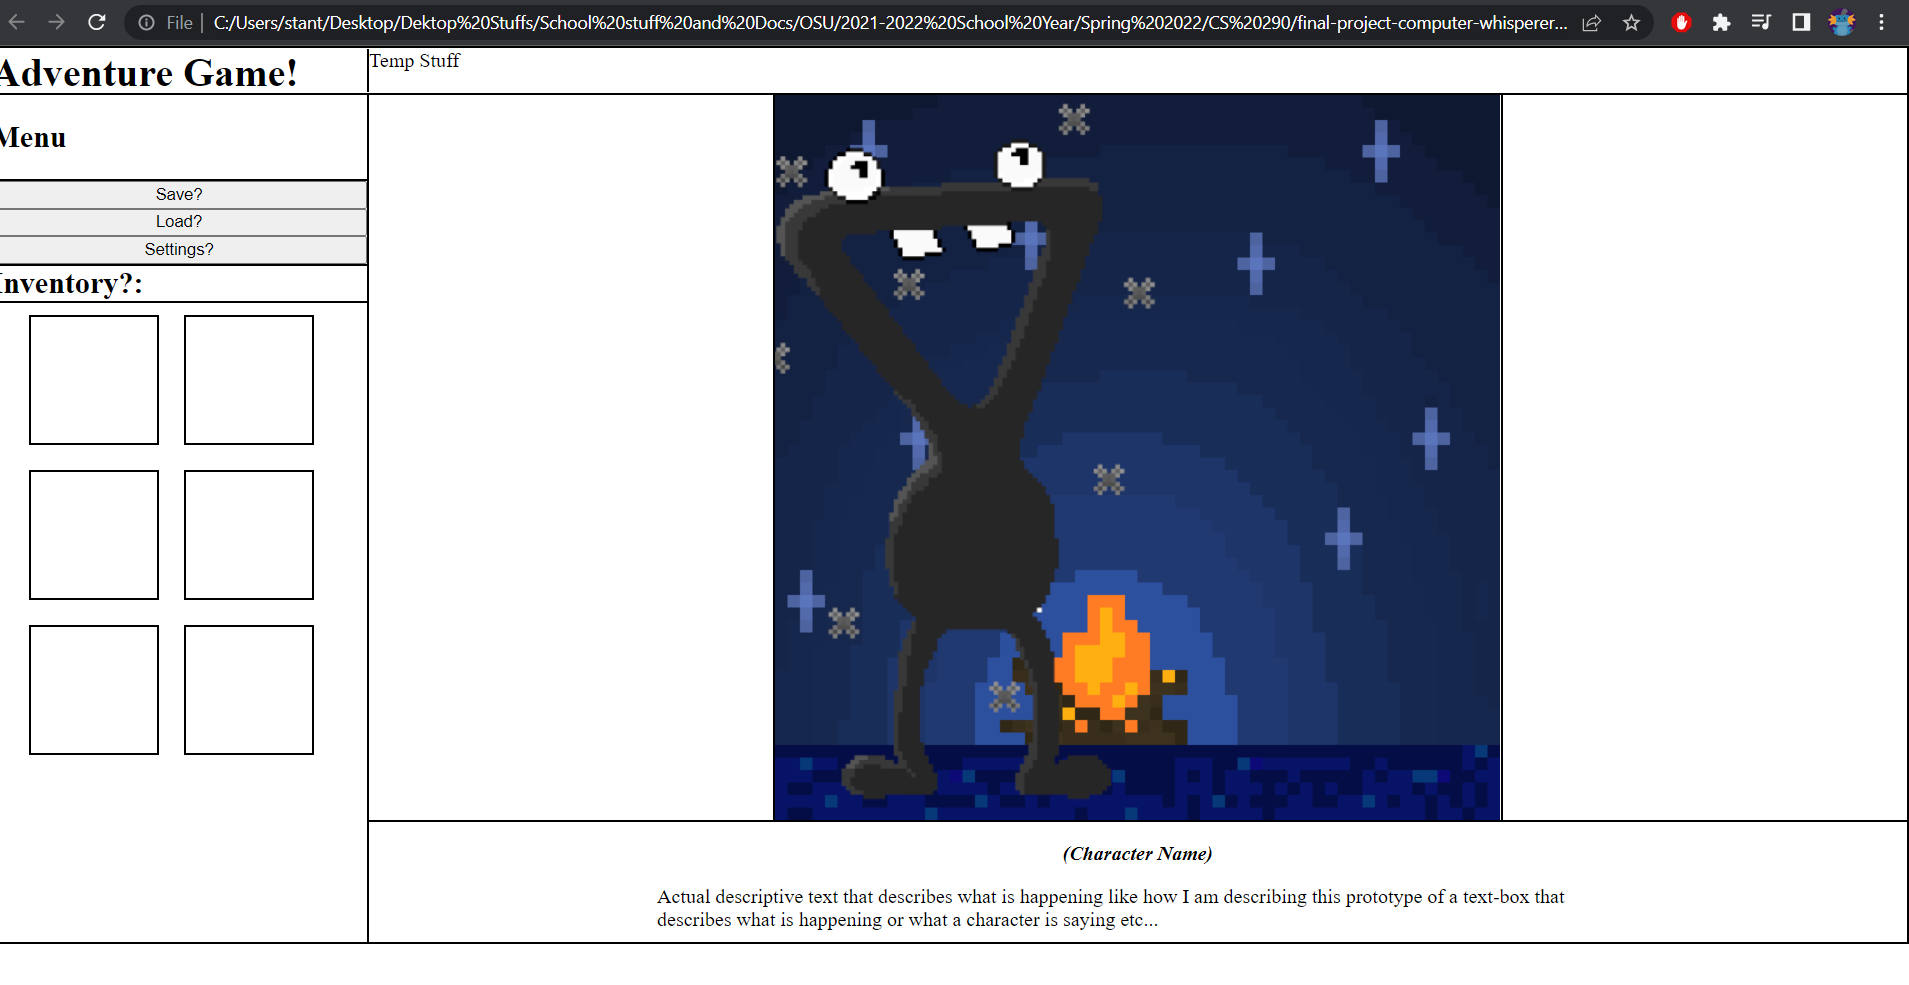 File
C:/Users/stant/Desktop/Dektop%20Stuffs/School%20stuff%20and%20Docs/OSU/2021-2022%20School%20Year/Spring%202022/CS%20290/final-project-computer-whisperer...
Adventure Game!
Temp Stuff
Menu
Save?
Load?
Settings?
Inventory?:
(Character Name)
Actual descriptive text that describes what is happening like how I am describing this prototype of a text-box that
describes what is happening or what a character is saying etc...